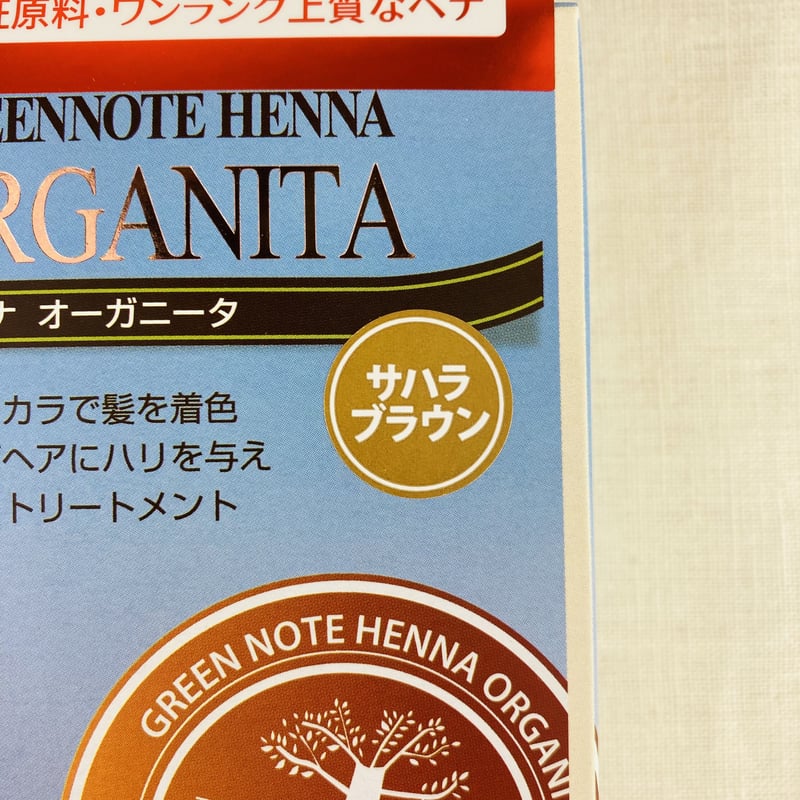 原料・ワンランク上質なヘナ
EENNOTE HENNA
RGANITA
ナ オーガニータ
サハラ
ブラウン
カラで髪を着色
ヘアにハリを与え
トリートメント
GREEN NOTE HENNA ORGANI